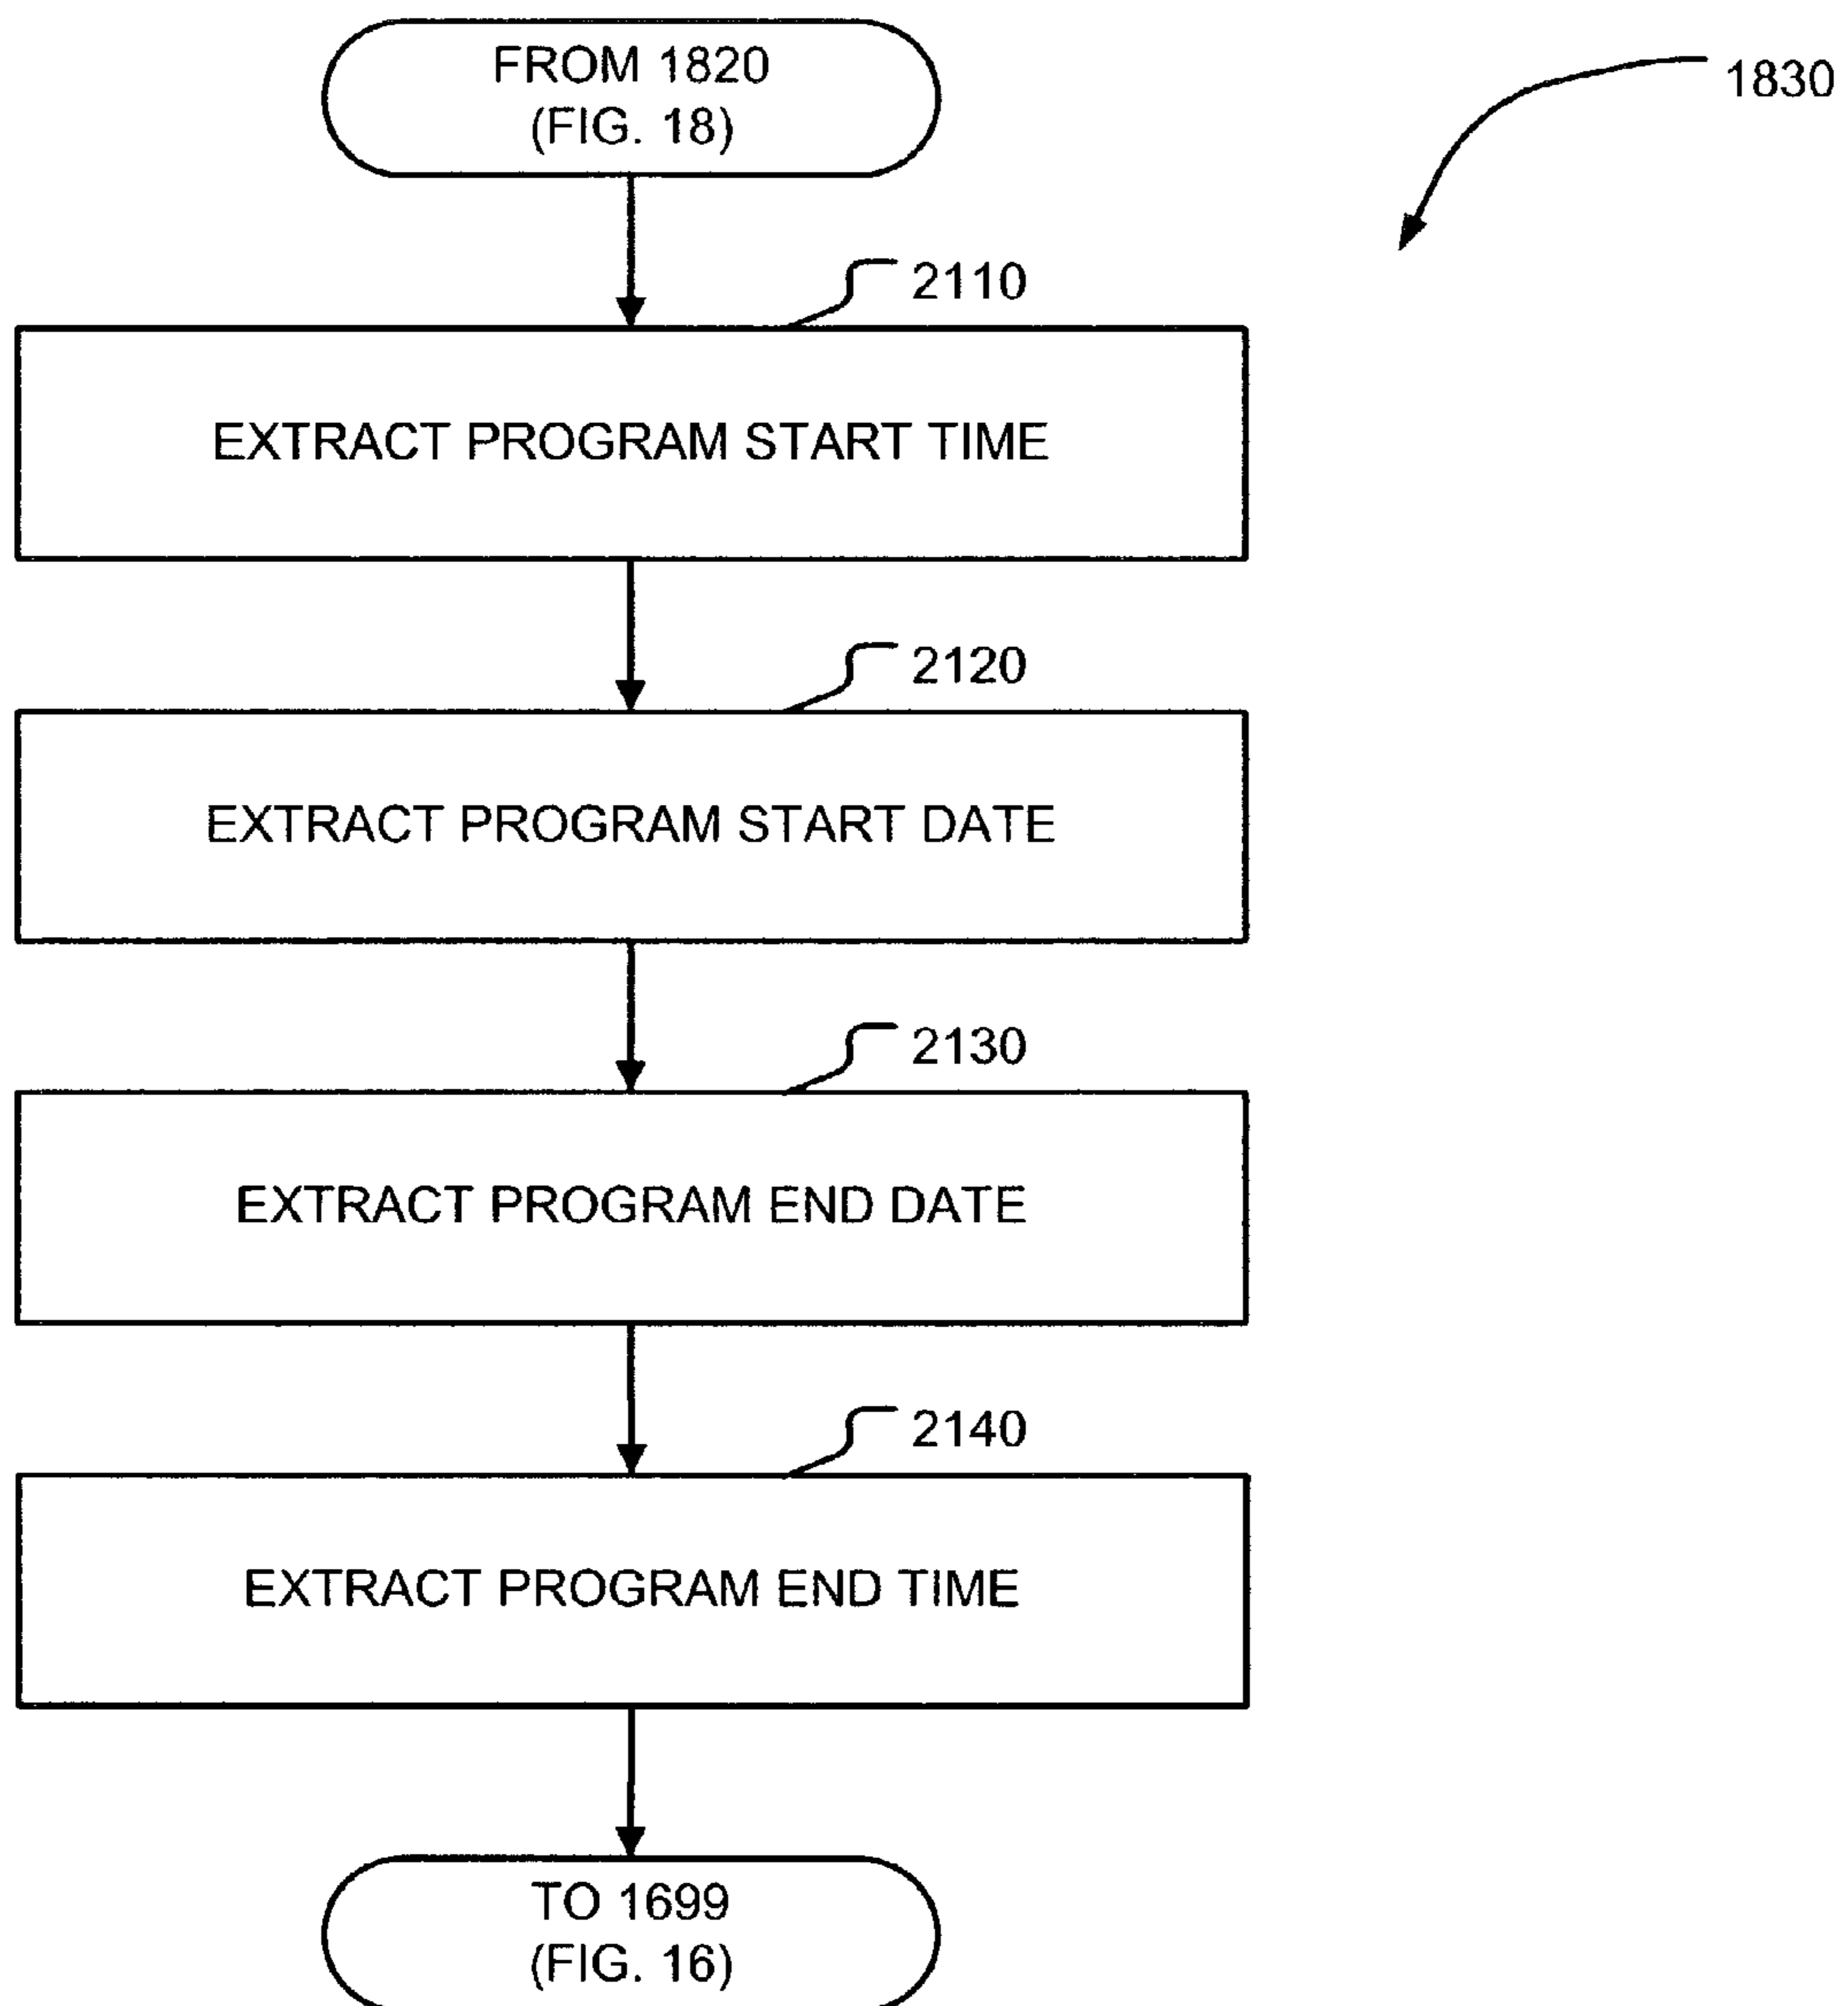 FROM 1820
(FIG. 18)
1830
2110
EXTRACT PROGRAM START TIME
2120
EXTRACT PROGRAM START DATE
2130
EXTRACT PROGRAM END DATE
2140
EXTRACT PROGRAM END TIME
TO 1699
(FIG. 16)